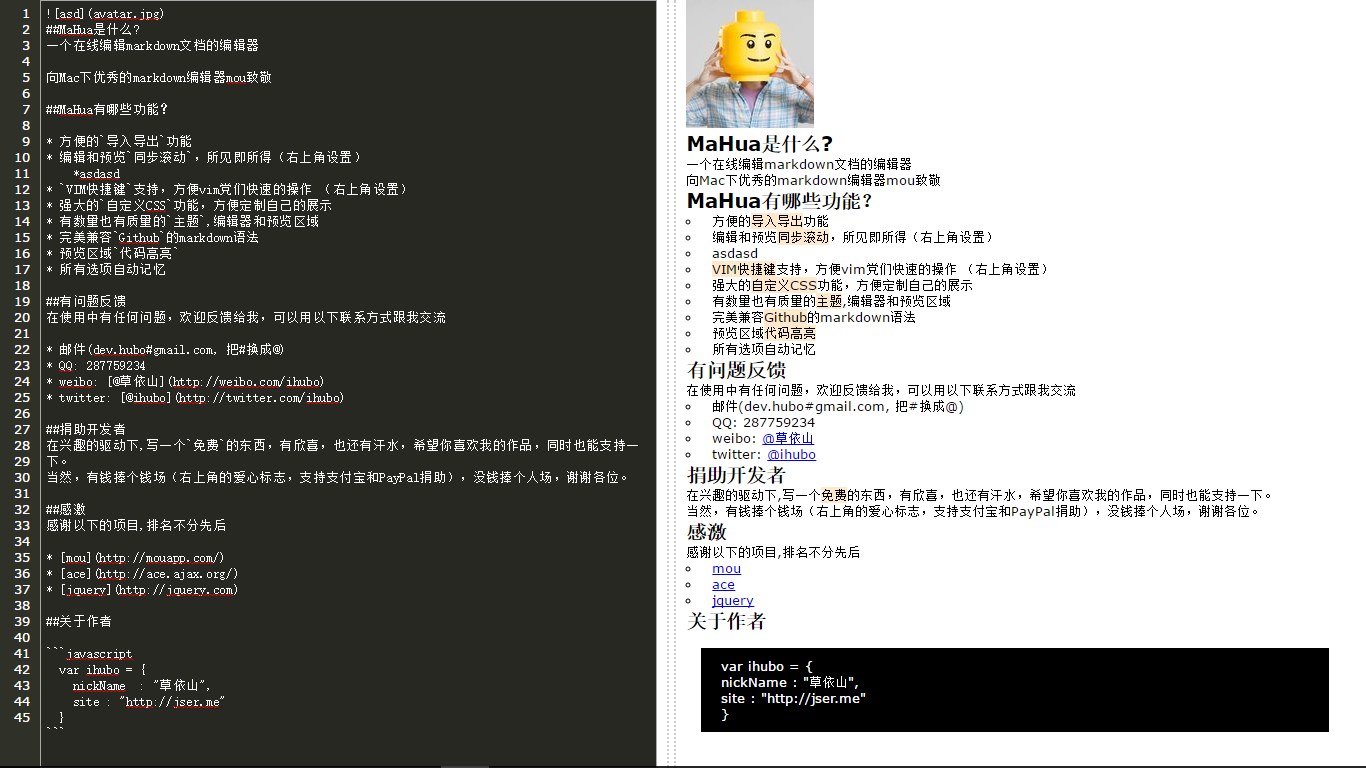 1 ![asd](avatar.jpg)
2 ##MaHua是什么?
3 一个在线编辑markdown文档的编辑器
4
5 向Mac下优秀的markdown编辑器mou致敬
6
7 ##MaHua有哪些功能？
8
9 * 方便的`导入导出`功能
10 * 编辑和预览`同步滚动`，所见即所得（右上角设置）
11 *asdasd
12 * `VIM快捷键`支持，方便vim党们快速的操作 （右上角设置）
13 * 强大的`自定义CSS`功能，方便定制自己的展示
14 * 有数量也有质量的`主题`,编辑器和预览区域
15 * 完美兼容`Github`的markdown语法
16 * 预览区域`代码高亮`
17 * 所有选项自动记忆
18
19 ##有问题反馈
20 在使用中有任何问题，欢迎反馈给我，可以用以下联系方式跟我交流
21
22 * 邮件(dev.hubo#gmail.com, 把#换成@)
23 * QQ: 287759234
24 * weibo: [@草依山](http://weibo.com/ihubo)
25 * twitter: [@ihubo](http://twitter.com/ihubo)
26
27 ##捐助开发者
28 在兴趣的驱动下,写一个`免费`的东西，有欣喜，也还有汗水，希望你喜欢我的作品，同时也能支持一
29 下。
30 当然，有钱捧个钱场（右上角的爱心标志，支持支付宝和PayPal捐助），没钱捧个人场，谢谢各位。
31
32 ##感激
33 感谢以下的项目,排名不分先后
34
35 * [mou](http://mouapp.com/)
36 * [ace](http://ace.ajax.org/)
37 * [jquery](http://jquery.com)
38
39 ##关于作者
40
41 ```javascript
42 var ihubo = {
43 nickName : "草依山",
44 site : "http://jser.me"
45 }
```
MaHua是什么?
一个在线编辑markdown文档的编辑器
向Mac下优秀的markdown编辑器mou致敬
MaHua有哪些功能？
方便的导入导出功能
编辑和预览同步滚动，所见即所得（右上角设置）
asdasd
VIM快捷键支持，方便vim党们快速的操作 （右上角设置）
强大的自定义CSS功能，方便定制自己的展示
有数量也有质量的主题,编辑器和预览区域
完美兼容Github的markdown语法
预览区域代码高亮
所有选项自动记忆
有问题反馈
在使用中有任何问题，欢迎反馈给我，可以用以下联系方式跟我交流
邮件(dev.hubo#gmail.com, 把#换成@)
QQ: 287759234
weibo: @草依山
twitter: @ihubo
捐助开发者
在兴趣的驱动下,写一个免费的东西，有欣喜，也还有汗水，希望你喜欢我的作品，同时也能支持一下。
当然，有钱捧个钱场（右上角的爱心标志，支持支付宝和PayPal捐助），没钱捧个人场，谢谢各位。
感激
感谢以下的项目,排名不分先后
mou
ace
jquery
关于作者
var ihubo = {
nickName : "草依山",
site : "http://jser.me"
}